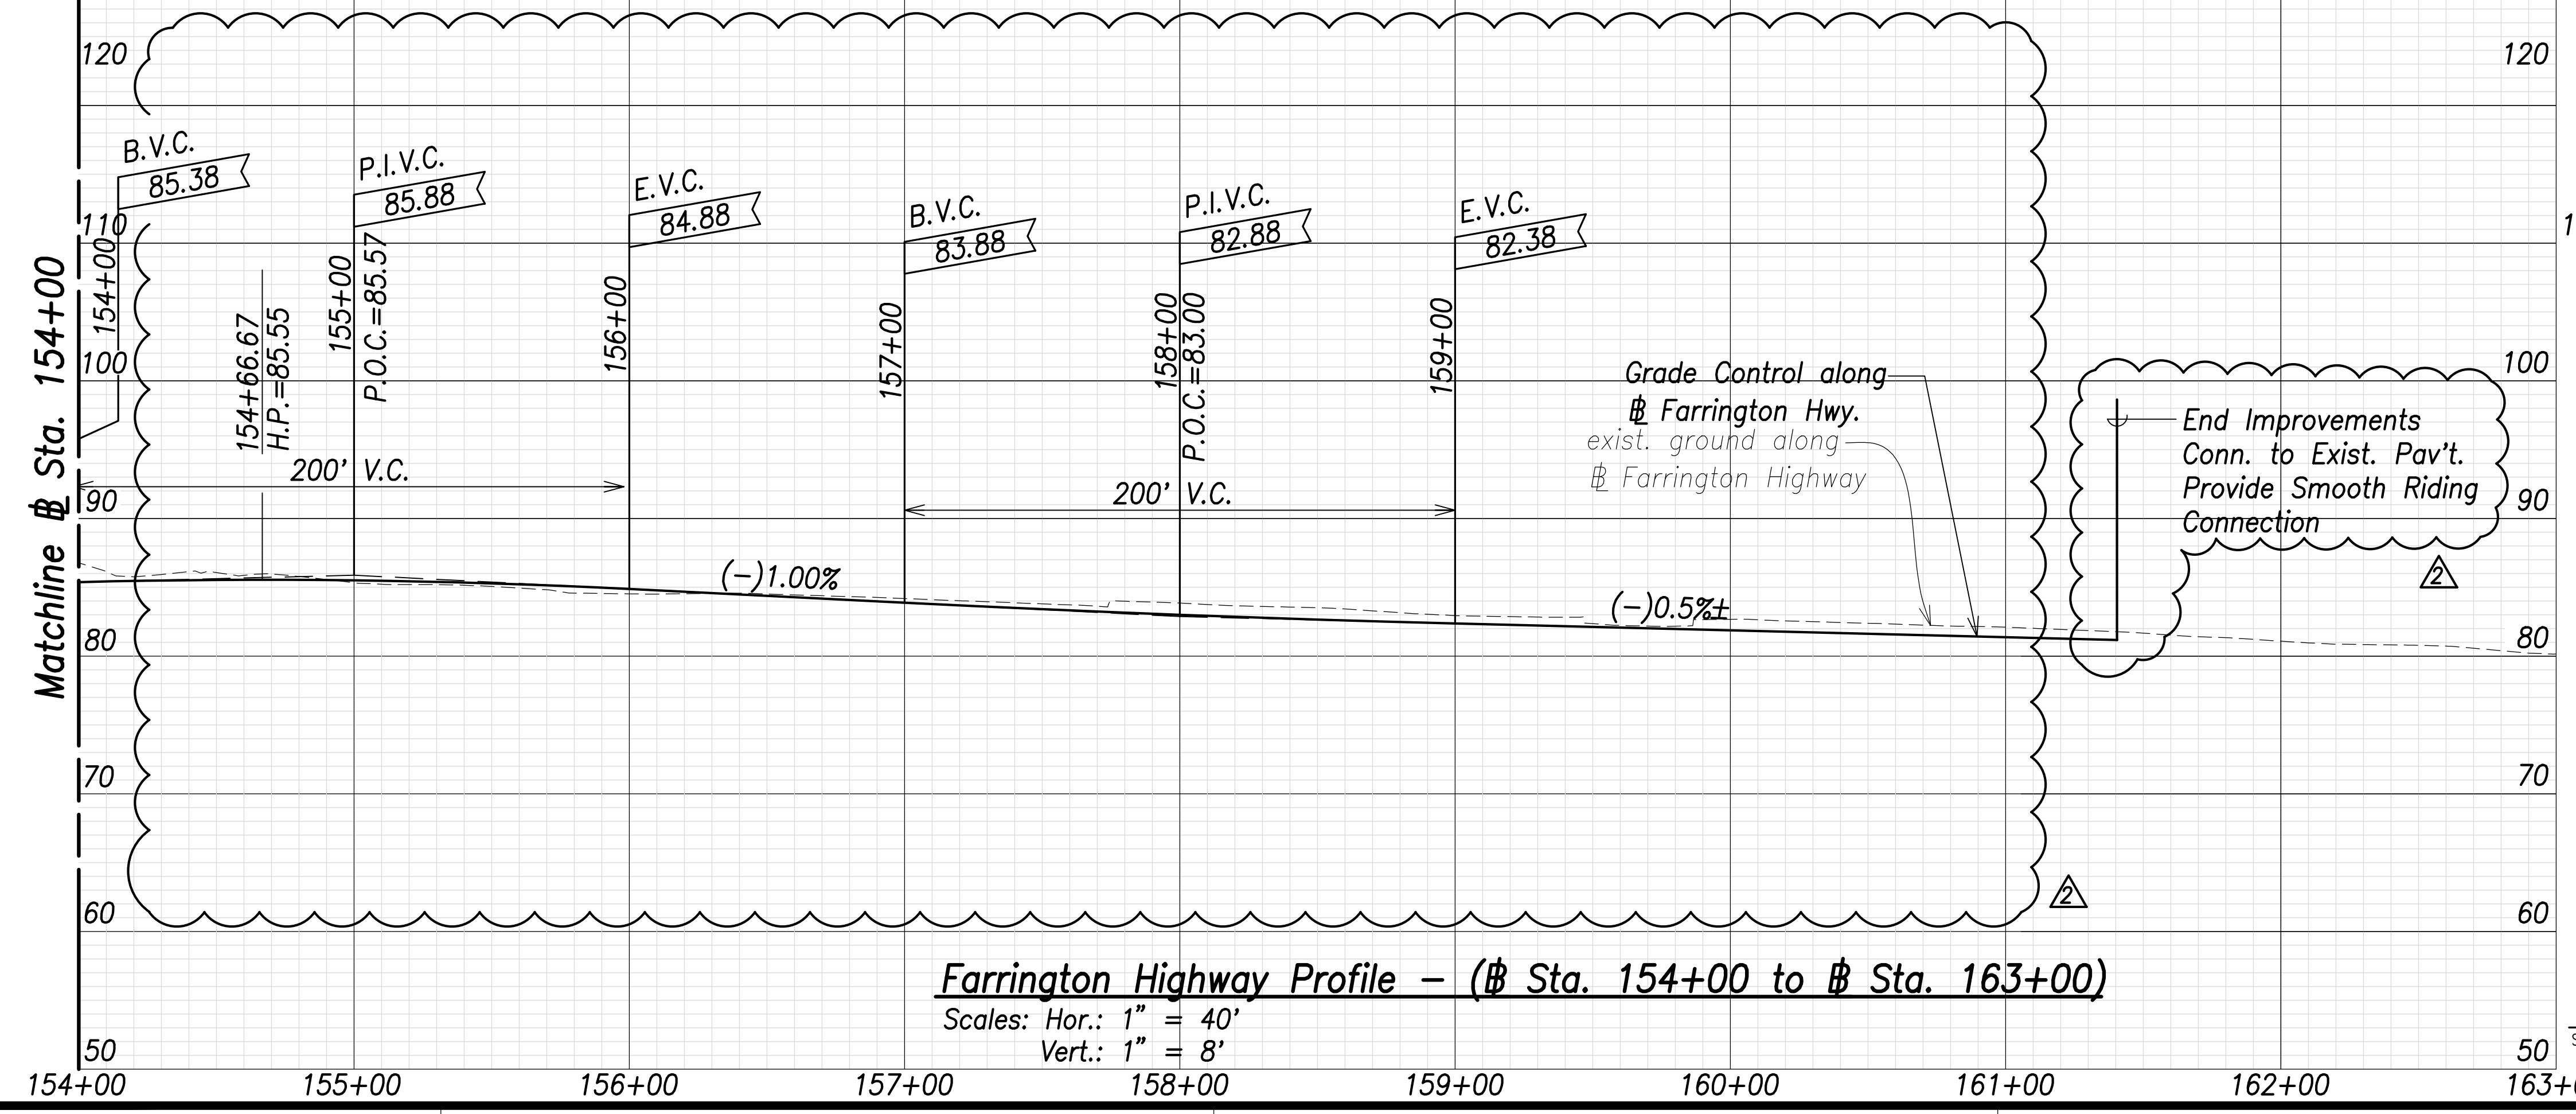 120
120
B.V.C.
85.38
P.I.V.C.
85.88
E.V.C.
84.88
B.V.C.
83.88
P.I.V.C.
82.88
E.V.C.
82.38
110
154+00
154+66.67
H.P.=85.55
155+00
P.O.C.=85.57
156+00
157+00
158+00
P.O.C.=83.00
159+00
Matchline ℄ Sta. 154+00
100
100
Grade Control along
℄ Farrington Hwy.
exist. ground along
℄ Farrington Highway
End Improvements
Conn. to Exist. Pav't.
Provide Smooth Riding
Connection
200' V.C.
200' V.C.
90
90
2
(-)1.00%
(-)0.5%±
80
80
70
70
2
60
60
Farrington Highway Profile - (℄ Sta. 154+00 to ℄ Sta. 163+00)
Scales: Hor.: 1" = 40'
Vert.: 1" = 8'
50
50
154+00 155+00 156+00 157+00 158+00 159+00 160+00 161+00 162+00 163+0